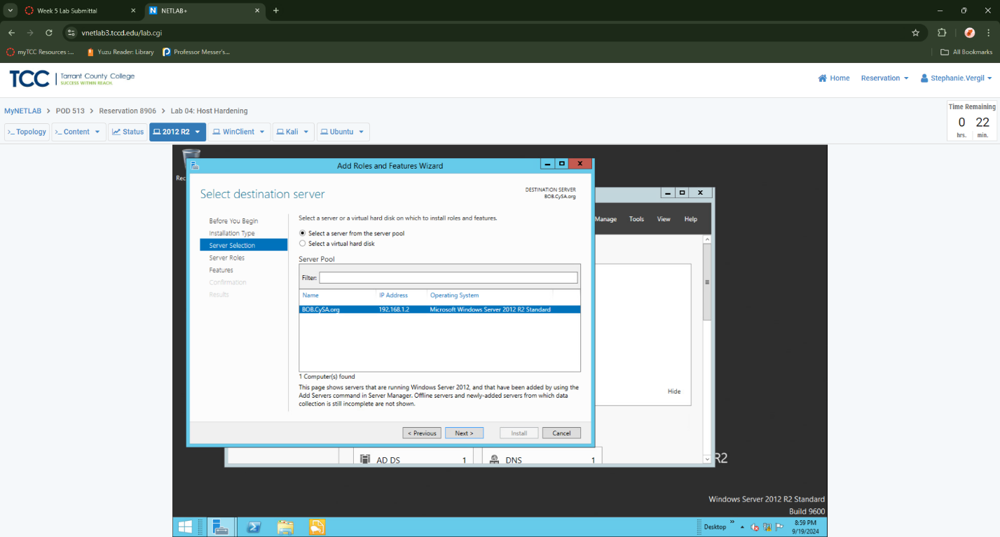 Week 5 Lab Submittal
NETLAB+
vnetlab3.tccd.edu/lab.cgi
myTCC Resources :...
Yuzu Reader: Library
Professor Messer's...
All Bookmarks
TCC
Tarrant County College
SUCCESS WITHIN REACH.
Home
Reservation
Stephanie.Vergil
MyNETLAB > POD 513 > Reservation 8906 > Lab 04: Host Hardening
Time Remaining
0 22
hrs. min.
>_ Topology
>_ Content
Status
2012 R2
WinClient
Kali
Ubuntu
Rec
Add Roles and Features Wizard
Select destination server
DESTINATION SERVER
BOB.CySA.org
Before You Begin
Installation Type
Server Selection
Server Roles
Features
Confirmation
Results
Select a server or a virtual hard disk on which to install roles and features.
Select a server from the server pool
Select a virtual hard disk
Server Pool
Filter:
Name IP Address Operating System
BOB.CySA.org 192.168.1.2 Microsoft Windows Server 2012 R2 Standard
1 Computer(s) found
This page shows servers that are running Windows Server 2012, and that have been added by using the
Add Servers command in Server Manager. Offline servers and newly-added servers from which data
collection is still incomplete are not shown.
< Previous
Next >
Install
Cancel
Manage Tools View Help
Hide
AD DS 1
DNS 1
R2
Windows Server 2012 R2 Standard
Build 9600
Desktop
8:59 PM
9/19/2024